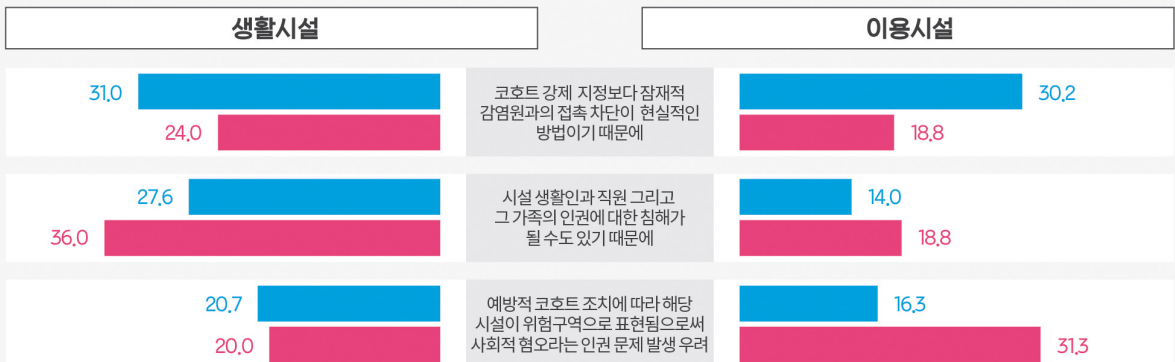 생활시설
이용시설
31.0
24.0
코호트 강제 지정보다 잠재적
감염원과의 접촉 차단이 현실적인
방법이기 때문에
30.2
18.8
27.6
36.0
시설 생활인과 직원 그리고
그 가족의 인권에 대한 침해가
될 수도 있기 때문에
14.0
18.8
20.7
20.0
예방적 코호트 조치에 따라 해당
시설이 위험구역으로 표현됨으로써
사회적 혐오라는 인권 문제 발생 우려
16.3
31.3